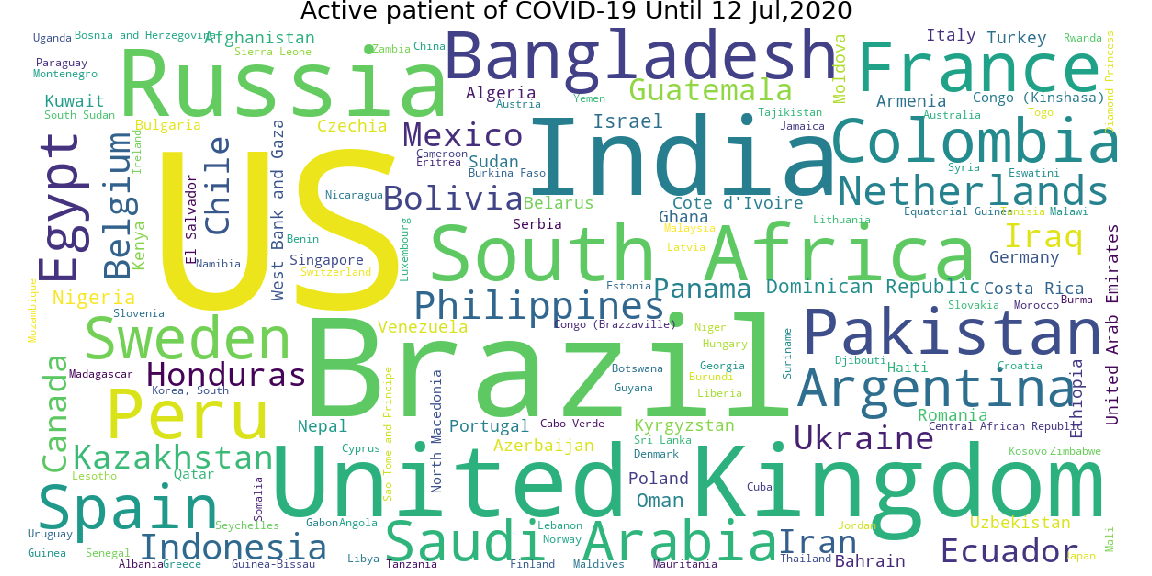 Active patient of COVID-19 Until 12 Jul,2020
Uganda
Bosnia and Herzegovina
Afghanistan
Sierra Leone
Zambia
China
Bangladesh
Moldova
France
Italy
Turkey
Rwanda
Diamond Princess
Paraguay
Montenegro
Russia
Kuwait
South Sudan
Algeria
Austria
Yemen
Guatemala
Armenia
Congo (Kinshasa)
Australia
Togo
Tajikistan
Jamaica
Bulgaria
Czechia
Mexico
Israel
India
Colombia
Egypt
Belgium
Ireland
Kenya
US
El Salvador
Chile
Namibia
West Bank and Gaza
Cameroon
Eritrea
Sudan
Burkina Faso
Nicaragua
Bolivia
Belarus
Cote d'Ivoire
Ghana
Malaysia
Latvia
Syria
Eswatini
Netherlands
Equatorial Guinea
Tunisia
Malawi
Lithuania
Serbia
Luxembourg
Benin
Singapore
Switzerland
South Africa
Iraq
Germany
United Arab Emirates
Mozambique
Nigeria
Slovenia
Estonia
Panama
Dominican Republic
Costa Rica
Philippines
Slovakia
Morocco
Burma
Sweden
Brazil
Venezuela
Congo (Brazzaville)
Niger
Hungary
Georgia
Burundi
Liberia
Botswana
Guyana
Suriname
Pakistan
Djibouti
Haiti
Croatia
Argentina
Ethiopia
Canada
Madagascar
Honduras
Korea, South
Peru
Nepal
Sao Tome and Principe
North Macedonia
Portugal
Cabo Verde
Kyrgyzstan
Romania
Central African Republic
Ukraine
Azerbaijan
Sri Lanka
Denmark
Kosovo
Zimbabwe
Kazakhstan
Cyprus
Lesotho
Qatar
Somalia
United Kingdom
Poland
Oman
Cuba
Spain
Seychelles
Gabon
Angola
Saudi Arabia
Lebanon
Norway
Iran
Jordan
Uzbekistan
Mali
Uruguay
Guinea
Senegal
Indonesia
Albania
Greece
Guinea-Bissau
Libya
Tanzania
Finland
Maldives
Mauritania
Thailand
Bahrain
Ecuador
Japan